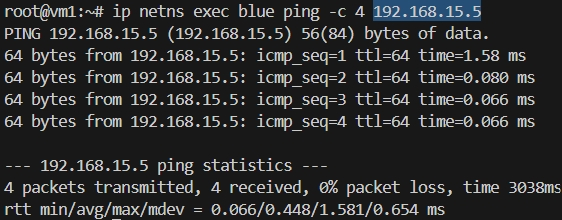 root@vm1:~# ip netns exec blue ping -c 4 192.168.15.5
PING 192.168.15.5 (192.168.15.5) 56(84) bytes of data.
64 bytes from 192.168.15.5: icmp_seq=1 ttl=64 time=1.58 ms
64 bytes from 192.168.15.5: icmp_seq=2 ttl=64 time=0.080 ms
64 bytes from 192.168.15.5: icmp_seq=3 ttl=64 time=0.066 ms
64 bytes from 192.168.15.5: icmp_seq=4 ttl=64 time=0.066 ms
--- 192.168.15.5 ping statistics ---
4 packets transmitted, 4 received, 0% packet loss, time 3038ms
rtt min/avg/max/mdev = 0.066/0.448/1.581/0.654 ms